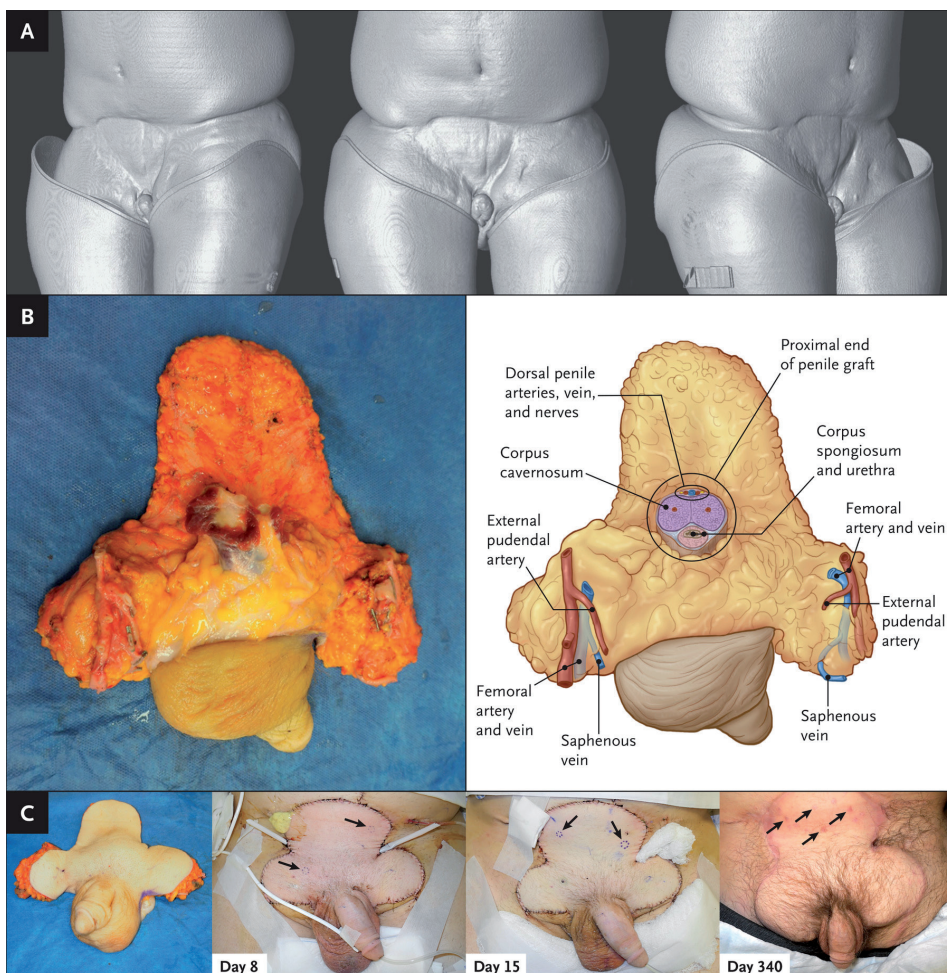 A
B
Dorsal penile
arteries, vein,
and nerves
Proximal end
of penile graft
Corpus
cavernosum
Corpus
spongiosum
and urethra
External
pudendal
artery
Femoral
artery and vein
External
pudendal
artery
Femoral
artery
and vein
Saphenous
vein
Saphenous
vein
C
Day 8
Day 15
Day 340